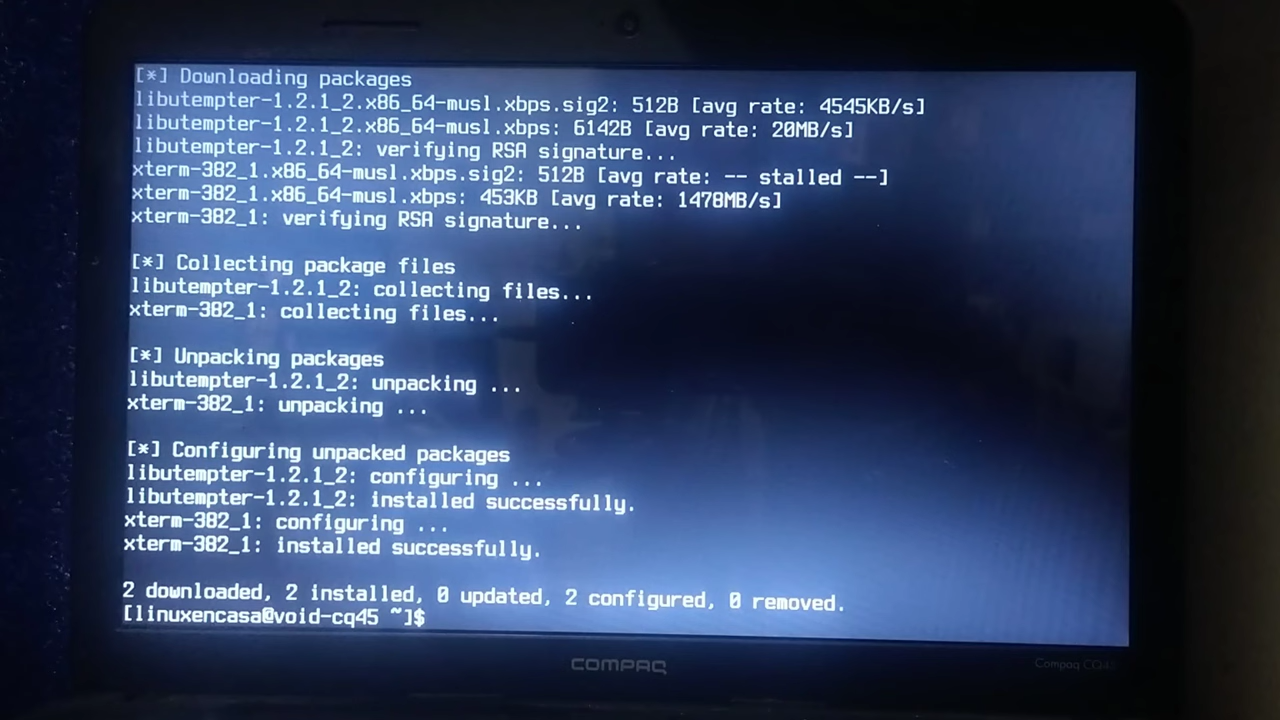 [*] Downloading packages
libutempter-1.2.1_2.x86_64-musl.xbps.sig2: 512B [avg rate: 4545KB/s]
libutempter-1.2.1_2.x86_64-musl.xbps: 6142B [avg rate: 20MB/s]
libutempter-1.2.1_2: verifying RSA signature...
xterm-382_1.x86_64-musl.xbps.sig2: 512B [avg rate: -- stalled --]
xterm-382_1.x86_64-musl.xbps: 453KB [avg rate: 1478MB/s]
xterm-382_1: verifying RSA signature...
[*] Collecting package files
libutempter-1.2.1_2: collecting files...
xterm-382_1: collecting files...
[*] Unpacking packages
libutempter-1.2.1_2: unpacking ...
xterm-382_1: unpacking ...
[*] Configuring unpacked packages
libutempter-1.2.1_2: configuring ...
libutempter-1.2.1_2: installed successfully.
xterm-382_1: configuring ...
xterm-382_1: installed successfully.
2 downloaded, 2 installed, 0 updated, 2 configured, 0 removed.
[linuxencasa@void-cq45 ~]$
COMPAQ
Compaq CQ45